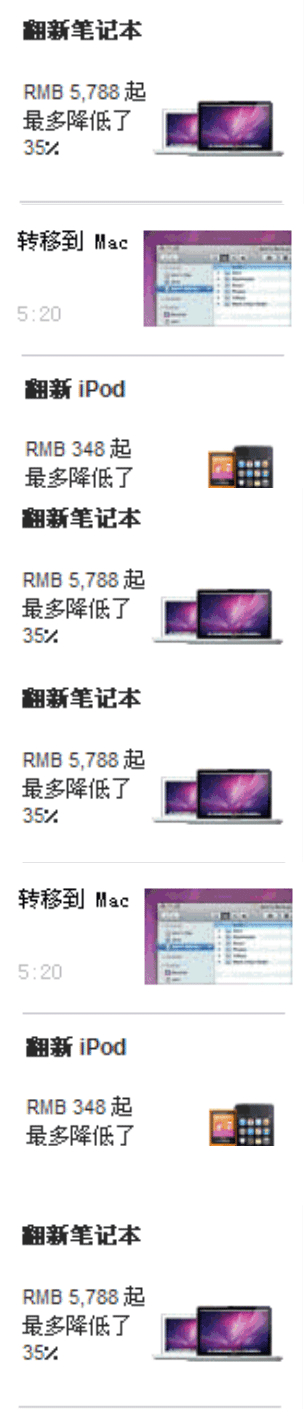 翻新笔记本
RMB 5,788 起
最多降低了
35%
转移到 Mac
5:20
翻新 iPod
RMB 348 起
最多降低了
翻新笔记本
RMB 5,788 起
最多降低了
35%
翻新笔记本
RMB 5,788 起
最多降低了
35%
转移到 Mac
5:20
翻新 iPod
RMB 348 起
最多降低了
翻新笔记本
RMB 5,788 起
最多降低了
35%